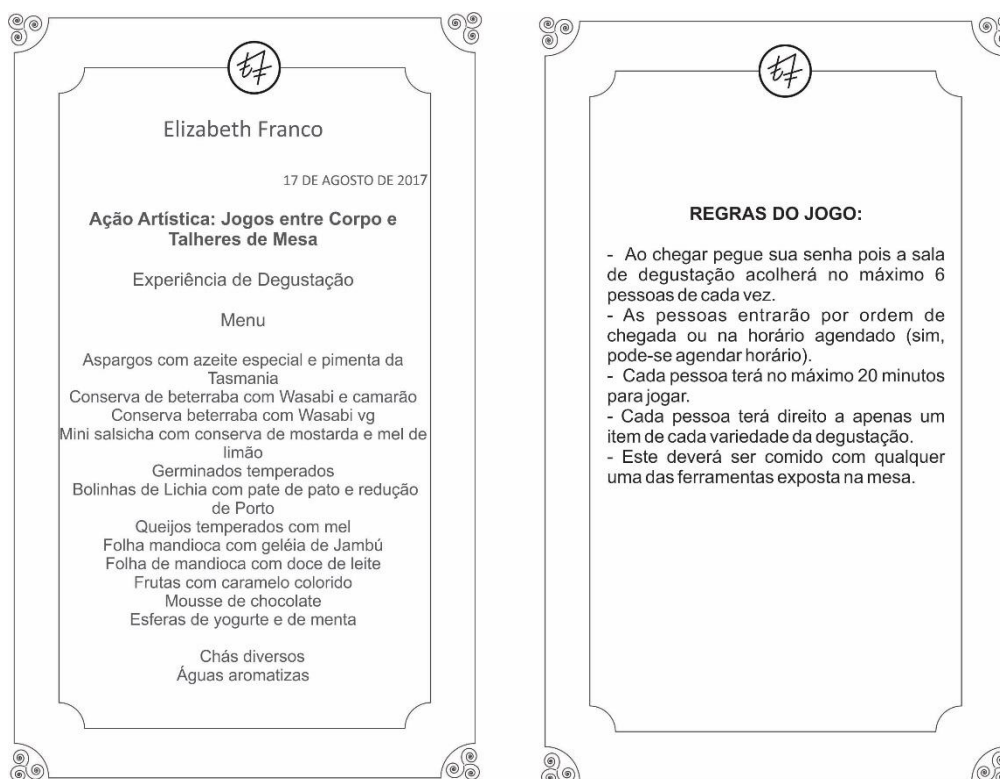 Elizabeth Franco
17 DE AGOSTO DE 2017
Ação Artística: Jogos entre Corpo e
Talheres de Mesa
Experiência de Degustação
Menu
Aspargos com azeite especial e pimenta da
Tasmania
Conserva de beterraba com Wasabi e camarão
Conserva beterraba com Wasabi vg
Mini salsicha com conserva de mostarda e mel de
limão
Germinados temperados
Bolinhas de Lichia com pate de pato e redução
de Porto
Queijos temperados com mel
Folha mandioca com geléia de Jambú
Folha de mandioca com doce de leite
Frutas com caramelo colorido
Mousse de chocolate
Esferas de yogurte e de menta
Chás diversos
Águas aromatizas
REGRAS DO JOGO:
- Ao chegar pegue sua senha pois a sala
de degustação acolherá no máximo 6
pessoas de cada vez.
- As pessoas entrarão por ordem de
chegada ou na horário agendado (sim,
pode-se agendar horário).
- Cada pessoa terá no máximo 20 minutos
para jogar.
- Cada pessoa terá direito a apenas um
item de cada variedade da degustação.
- Este deverá ser comido com qualquer
uma das ferramentas exposta na mesa.